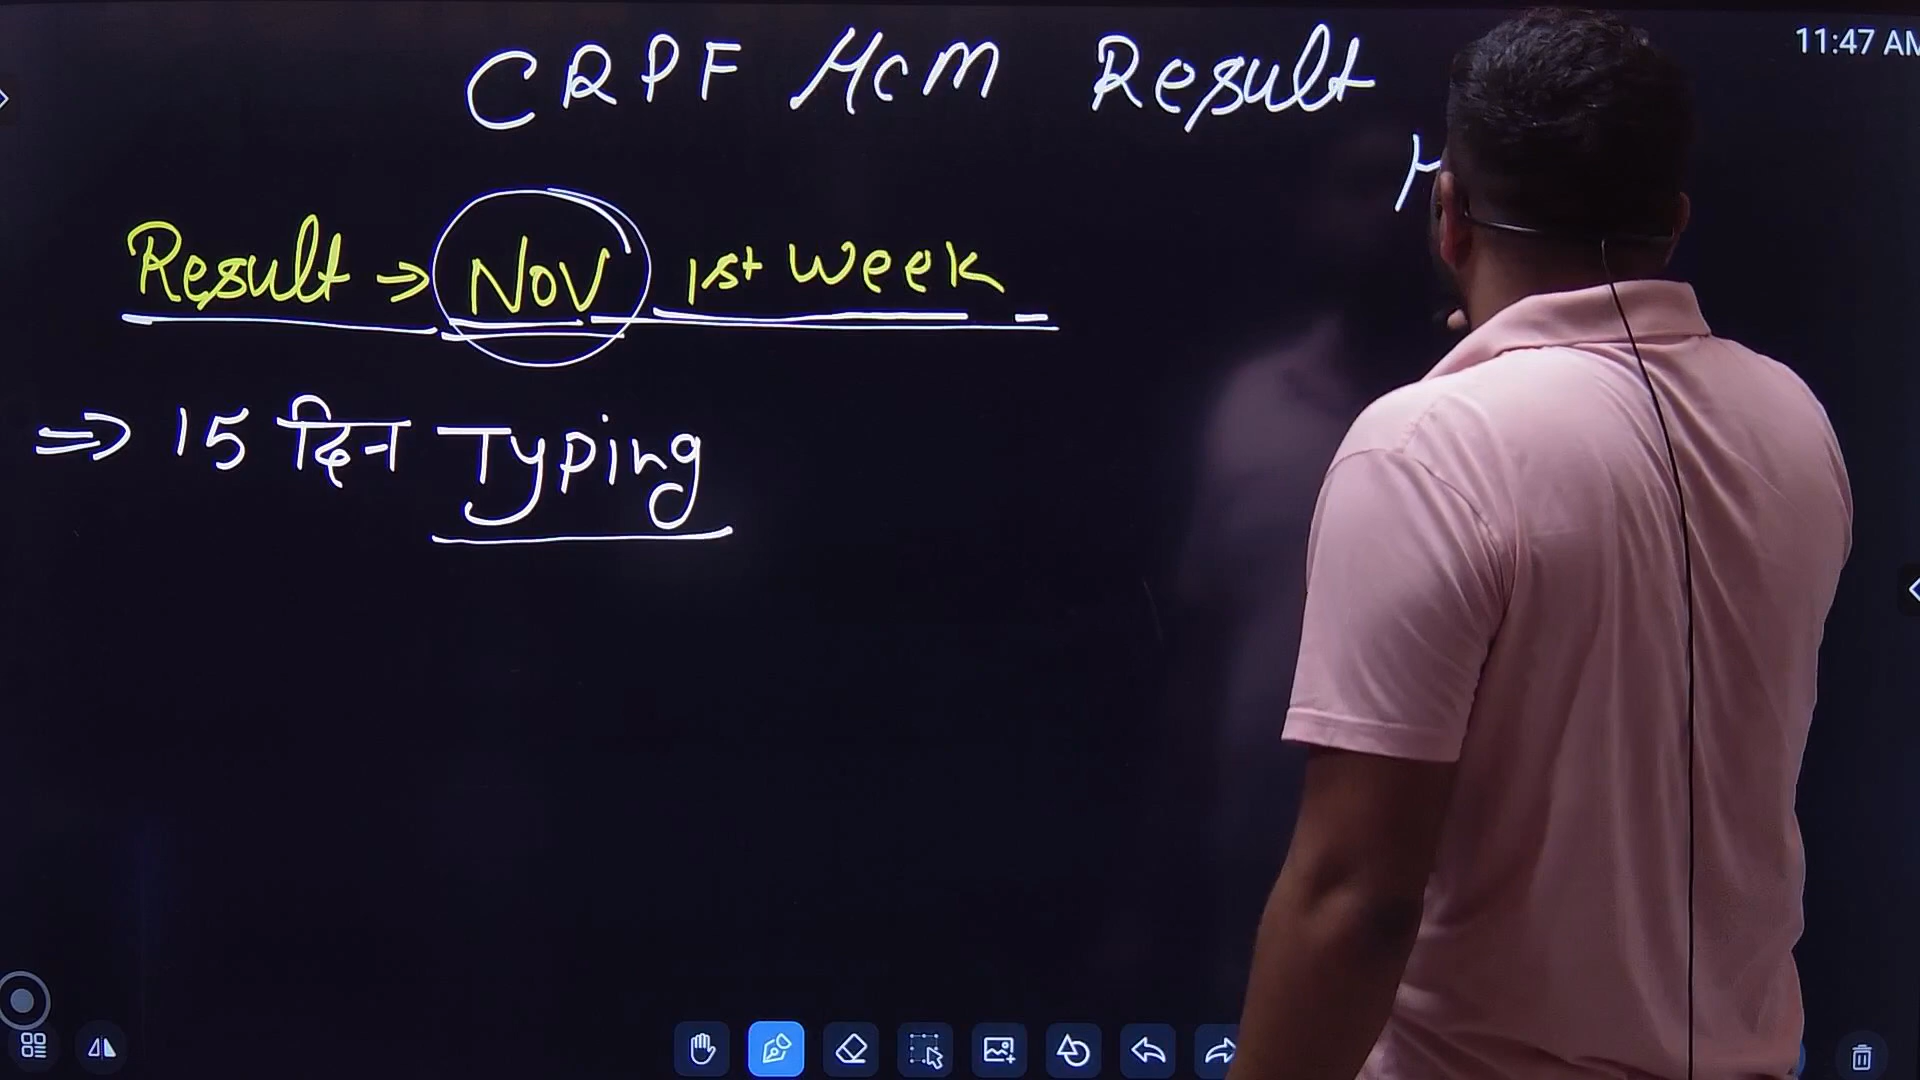 11:47 AM
CRPF HCM Result
Result → Nov 1st Week
⇒ 15 दिन Typing